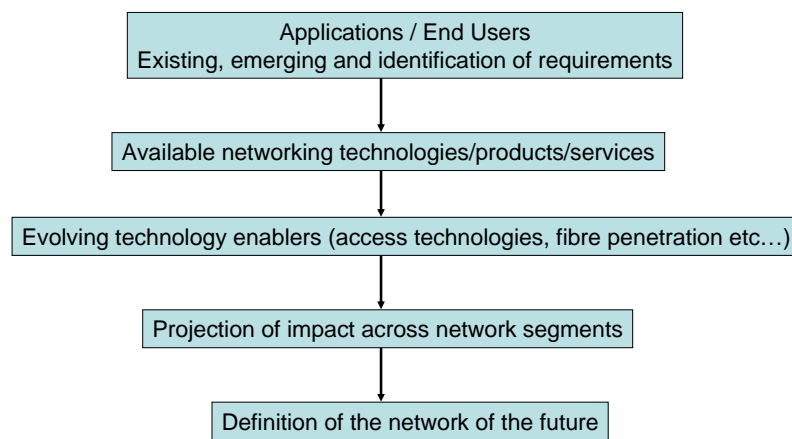 Applications / End Users
Existing, emerging and identification of requirements
Available networking technologies/products/services
Evolving technology enablers (access technologies, fibre penetration etc…)
Projection of impact across network segments
Definition of the network of the future